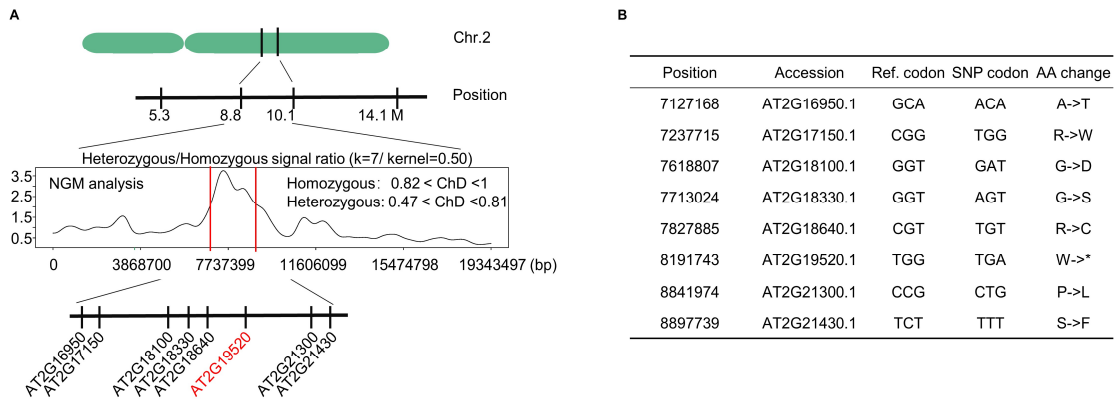 A
Chr.2
Position
5.3 8.8 10.1 14.1 M
Heterozygous/Homozygous signal ratio (k=7/ kernel=0.50)
3.5
2.5
1.5
0.5
NGM analysis
Homozygous: 0.82 < ChD <1
Heterozygous: 0.47 < ChD <0.81
0 3868700 7737399 11606099 15474798 19343497 (bp)
AT2G16950
AT2G17150
AT2G18100
AT2G18330
AT2G18640
AT2G19520
AT2G21300
AT2G21430
B
Position Accession Ref. codon SNP codon AA change
7127168 AT2G16950.1 GCA ACA A->T
7237715 AT2G17150.1 CGG TGG R->W
7618807 AT2G18100.1 GGT GAT G->D
7713024 AT2G18330.1 GGT AGT G->S
7827885 AT2G18640.1 CGT TGT R->C
8191743 AT2G19520.1 TGG TGA W->*
8841974 AT2G21300.1 CCG CTG P->L
8897739 AT2G21430.1 TCT TTT S->F